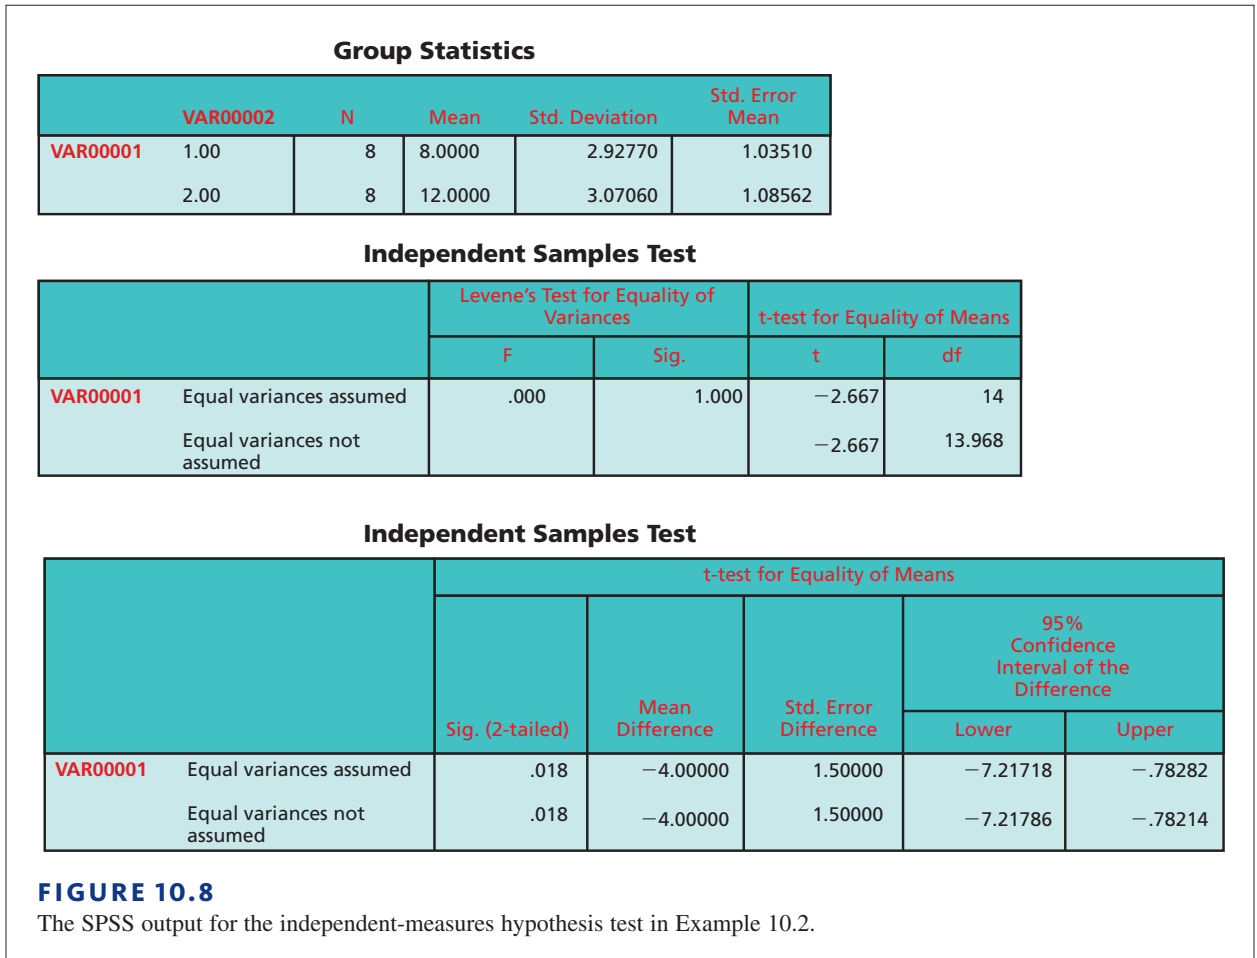 Group Statistics
VAR00002 N Mean Std. Deviation Std. Error Mean
VAR00001 1.00 8 8.0000 2.92770 1.03510
2.00 8 12.0000 3.07060 1.08562
Independent Samples Test
Levene's Test for Equality of Variances t-test for Equality of Means
F Sig. t df
VAR00001 Equal variances assumed .000 1.000 −2.667 14
Equal variances not assumed −2.667 13.968
Independent Samples Test
t-test for Equality of Means
95% Confidence Interval of the Difference
Sig. (2-tailed) Mean Difference Std. Error Difference Lower Upper
VAR00001 Equal variances assumed .018 −4.00000 1.50000 −7.21718 −.78282
Equal variances not assumed .018 −4.00000 1.50000 −7.21786 −.78214
FIGURE 10.8
The SPSS output for the independent-measures hypothesis test in Example 10.2.